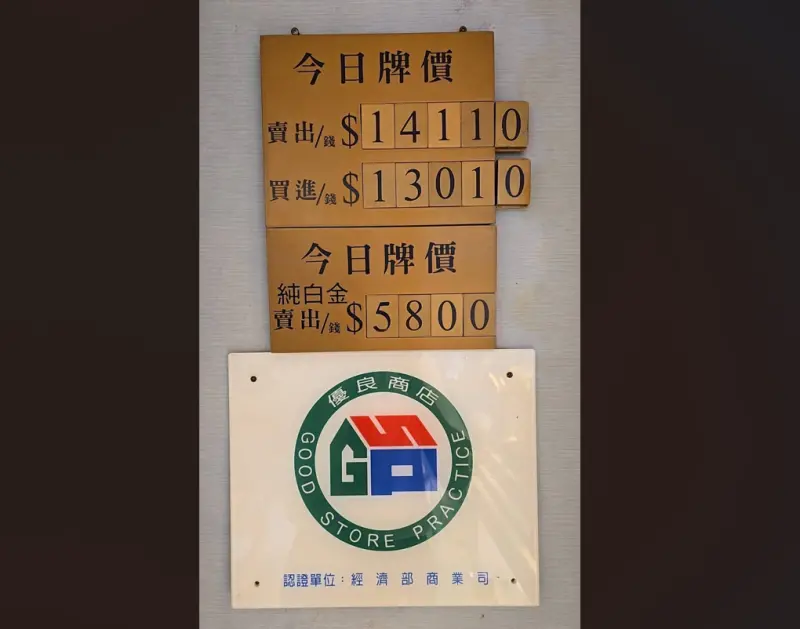 今日牌價
賣出/錢 $14110
買進/錢 $13010
今日牌價
純白金
賣出/錢 $5800
優良商店
GSP
GOOD STORE PRACTICE
認證單位：經濟部商業司